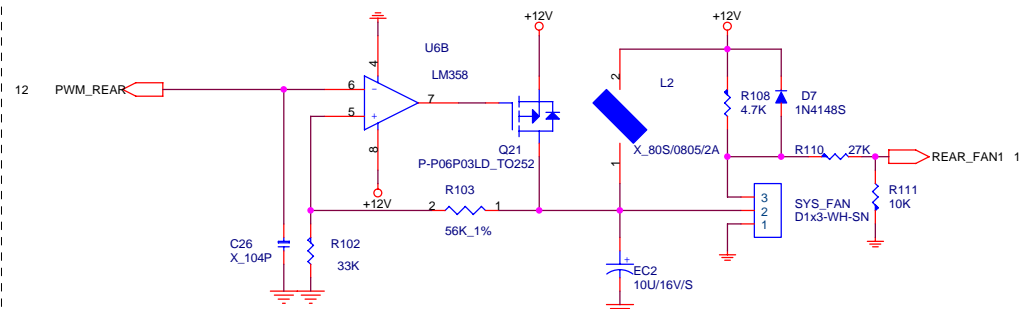 +12V
+12V
U6B
LM358
4
6
5
7
8
+12V
12 PWM_REAR
Q21
P-P06P03LD_TO252
2
L2
1
X_80S/0805/2A
R108
4.7K
D7
1N4148S
R110 27K
REAR_FAN1 1
R111
10K
3
2
1
SYS_FAN
D1x3-WH-SN
R103
2 1
56K_1%
C26
X_104P
R102
33K
+
EC2
10U/16V/S